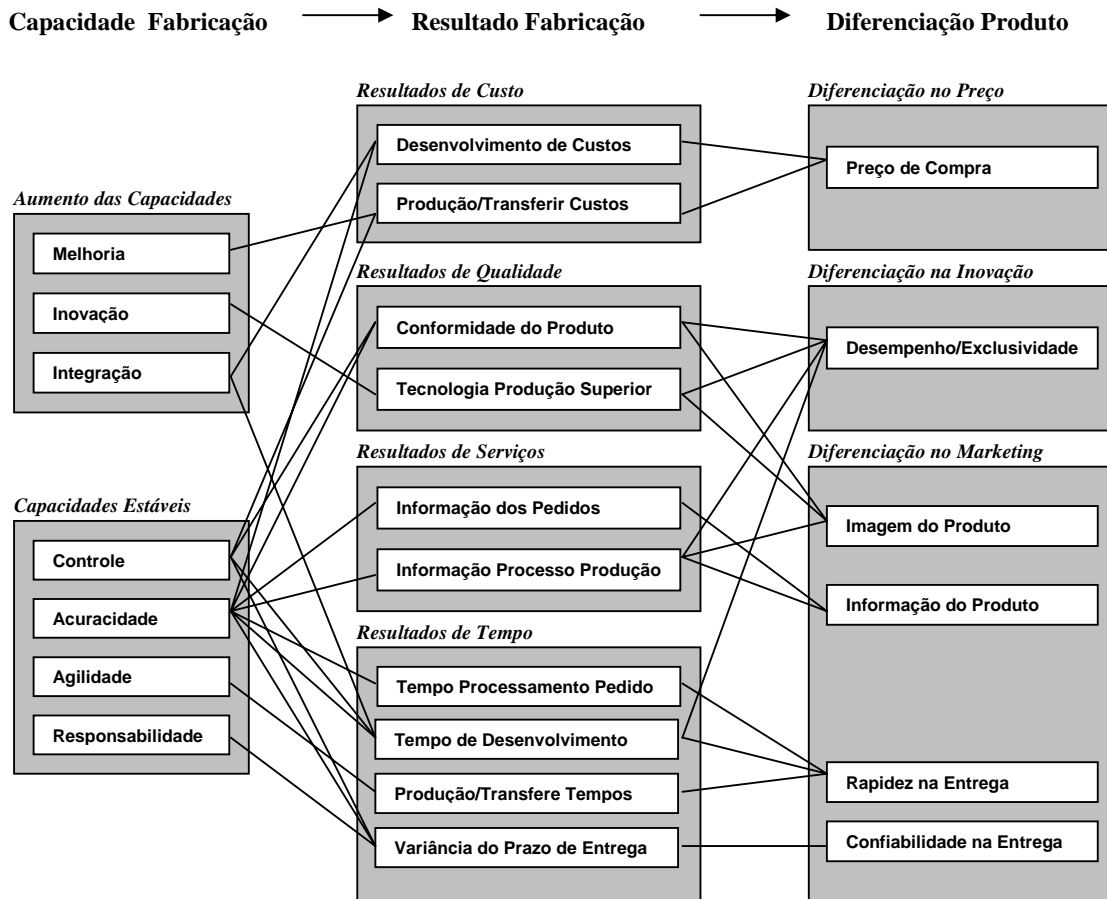 Capacidade Fabricação
Resultado Fabricação
Diferenciação Produto
Aumento das Capacidades
Melhoria
Inovação
Integração
Capacidades Estáveis
Controle
Acuracidade
Agilidade
Responsabilidade
Resultados de Custo
Desenvolvimento de Custos
Produção/Transferir Custos
Resultados de Qualidade
Conformidade do Produto
Tecnologia Produção Superior
Resultados de Serviços
Informação dos Pedidos
Informação Processo Produção
Resultados de Tempo
Tempo Processamento Pedido
Tempo de Desenvolvimento
Produção/Transfere Tempos
Variância do Prazo de Entrega
Diferenciação no Preço
Preço de Compra
Diferenciação na Inovação
Desempenho/Exclusividade
Diferenciação no Marketing
Imagem do Produto
Informação do Produto
Rapidez na Entrega
Confiabilidade na Entrega